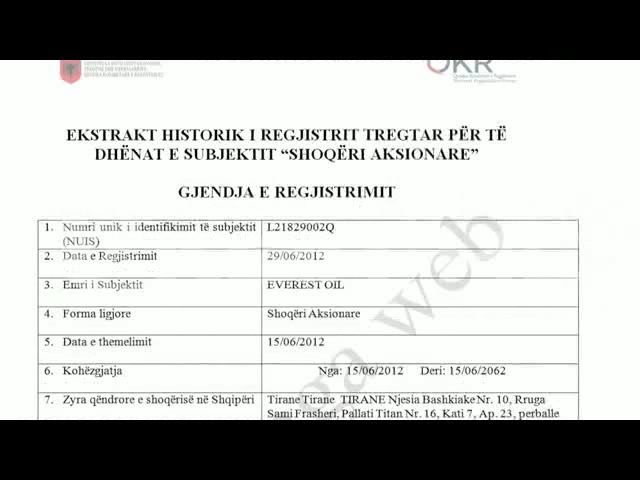 QKR
EKSTRAKT HISTORIK I REGJISTRIT TREGTAR PËR TË
DHËNAT E SUBJEKTIT “SHOQËRI AKSIONARE”
GJENDJA E REGJISTRIMIT
1. Numri unik i identifikimit të subjektit
(NUIS)
L21829002Q
2. Data e Regjistrimit
29/06/2012
3. Emri i Subjektit
EVEREST OIL
4. Forma ligjore
Shoqëri Aksionare
5. Data e themelimit
15/06/2012
6. Kohëzgjatja
Nga: 15/06/2012 Deri: 15/06/2062
7. Zyra qëndrore e shoqërisë në Shqipëri
Tirane Tirane TIRANE Njesia Bashkiake Nr. 10, Rruga
Sami Frasheri, Pallati Titan Nr. 16, Kati 7, Ap. 23, perballe
ga web